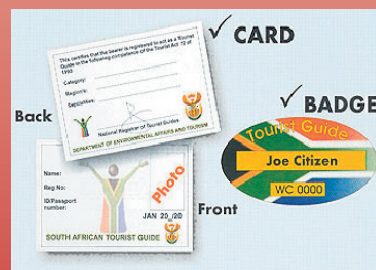 CARD
This certifies that the bearer is registered to act as a Tourist
Guide in the following competence of the Tourist Act 72 of
1993
Category:
Region/s:
Specialities:
National Registrar of Tourist Guides
DEPARTMENT OF ENVIRONMENTAL AFFAIRS AND TOURISM
Back
BADGE
Tourist Guide
Joe Citizen
WC 0000
Name:
Reg No:
ID/Passport
number:
Photo
JAN 20 /20
SOUTH AFRICAN TOURIST GUIDE
Front